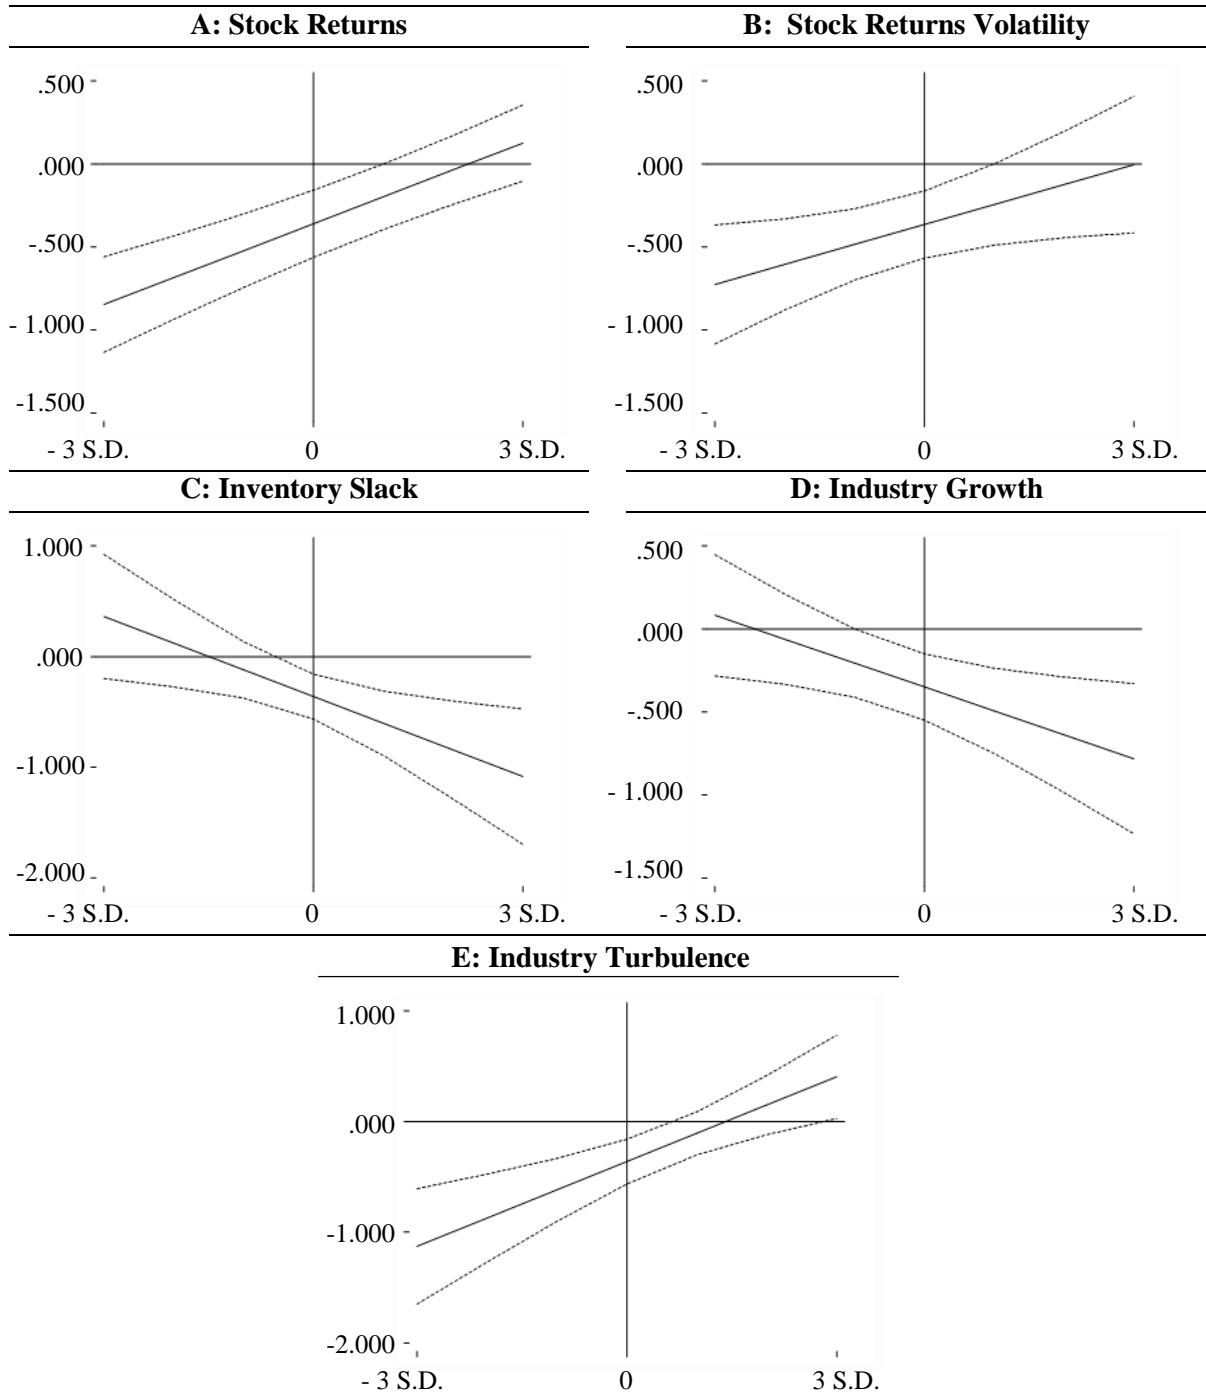 A: Stock Returns
B: Stock Returns Volatility
.500
.000
-.500
- 1.000
-1.500
- 3 S.D. 0 3 S.D.
.500
.000
-.500
- 1.000
-1.500
- 3 S.D. 0 3 S.D.
C: Inventory Slack
D: Industry Growth
1.000
.000
-1.000
-2.000
- 3 S.D. 0 3 S.D.
.500
.000
-.500
- 1.000
-1.500
- 3 S.D. 0 3 S.D.
E: Industry Turbulence
1.000
.000
-1.000
-2.000
- 3 S.D. 0 3 S.D.